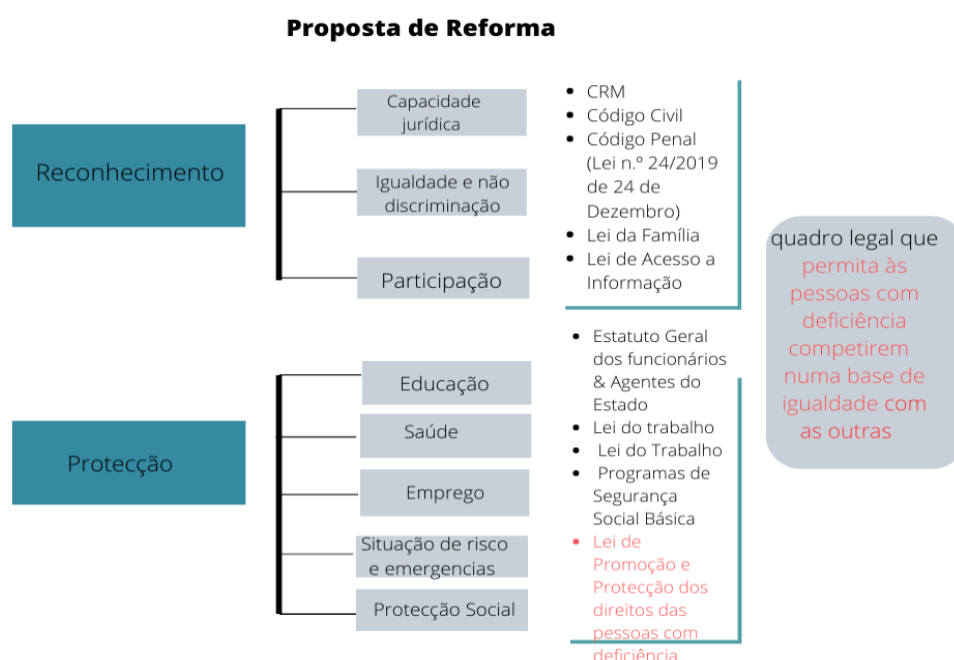 Proposta de Reforma
Reconhecimento
Capacidade
jurídica
Igualdade e não
discriminação
Participação
• CRM
• Código Civil
• Código Penal
(Lei n.º 24/2019
de 24 de
Dezembro)
• Lei da Família
• Lei de Acesso a
Informação
Protecção
Educação
Saúde
Emprego
Situação de risco
e emergencias
Protecção Social
• Estatuto Geral
dos funcionários
& Agentes do
Estado
• Lei do trabalho
• Lei do Trabalho
• Programas de
Segurança
Social Básica
• Lei de
Promoção e
Protecção dos
direitos das
pessoas com
deficiência
quadro legal que
permita às
pessoas com
deficiência
competirem
numa base de
igualdade com
as outras